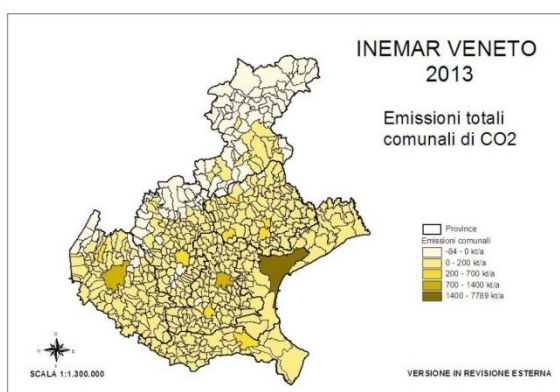 INEMAR VENETO
2013
Emissioni totali
comunali di CO2
Province
Emissioni comunali
-84 - 0 kt/a
0 - 200 kt/a
200 - 700 kt/a
700 - 1400 kt/a
1400 - 7789 kt/a
SCALA 1:1.300.000
VERSIONE IN REVISIONE ESTERNA